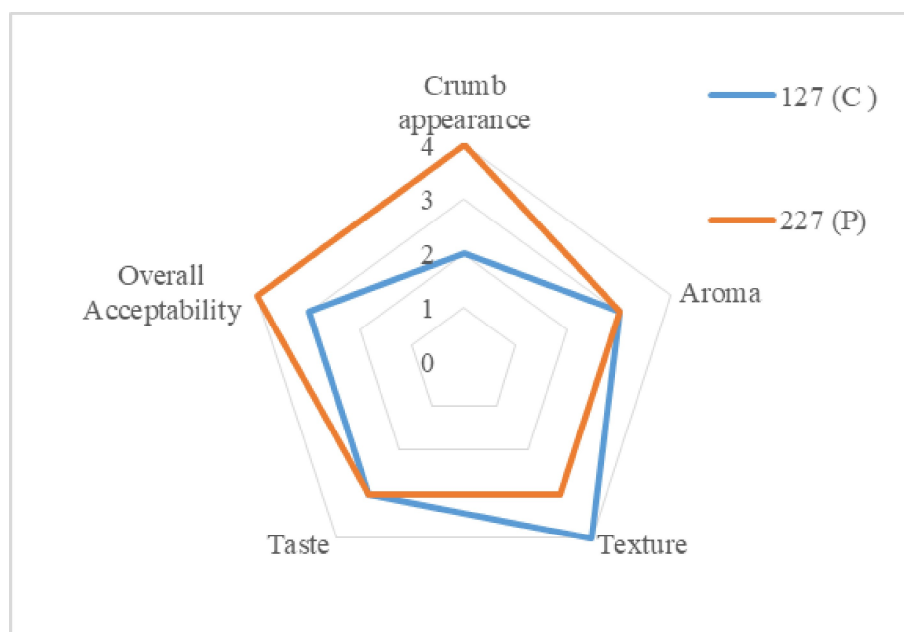 Crumb
appearance
127 (C )
227 (P)
4
3
2
1
0
Overall
Acceptability
Aroma
Taste
Texture